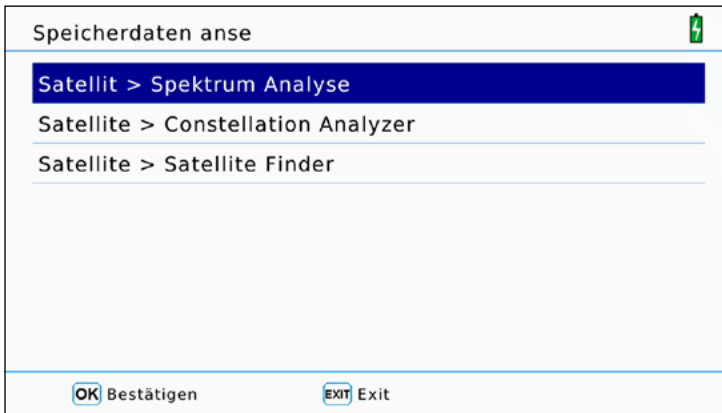 Speicherdaten anse
Satellit > Spektrum Analyse
Satellite > Constellation Analyzer
Satellite > Satellite Finder
OK Bestätigen EXIT Exit